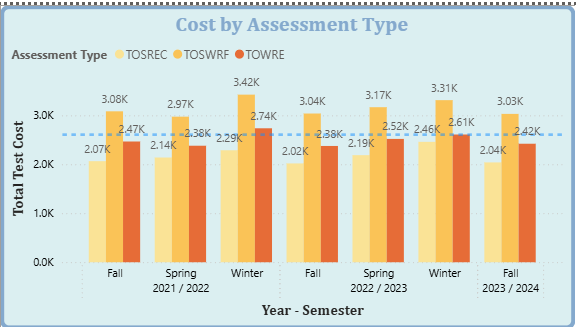 Cost by Assessment Type
Assessment Type TOSREC TOSWRF TOWRE
Total Test Cost
3.0K
2.0K
1.0K
0.0K
2.07K 3.08K 2.47K
2.14K 2.97K 2.38K
2.29K 3.42K 2.74K
2.02K 3.04K 2.38K
2.19K 3.17K 2.52K
2.46K 3.31K 2.61K
2.04K 3.03K 2.42K
Fall Spring Winter Fall Spring Winter Fall
2021 / 2022 2022 / 2023 2023 / 2024
Year - Semester